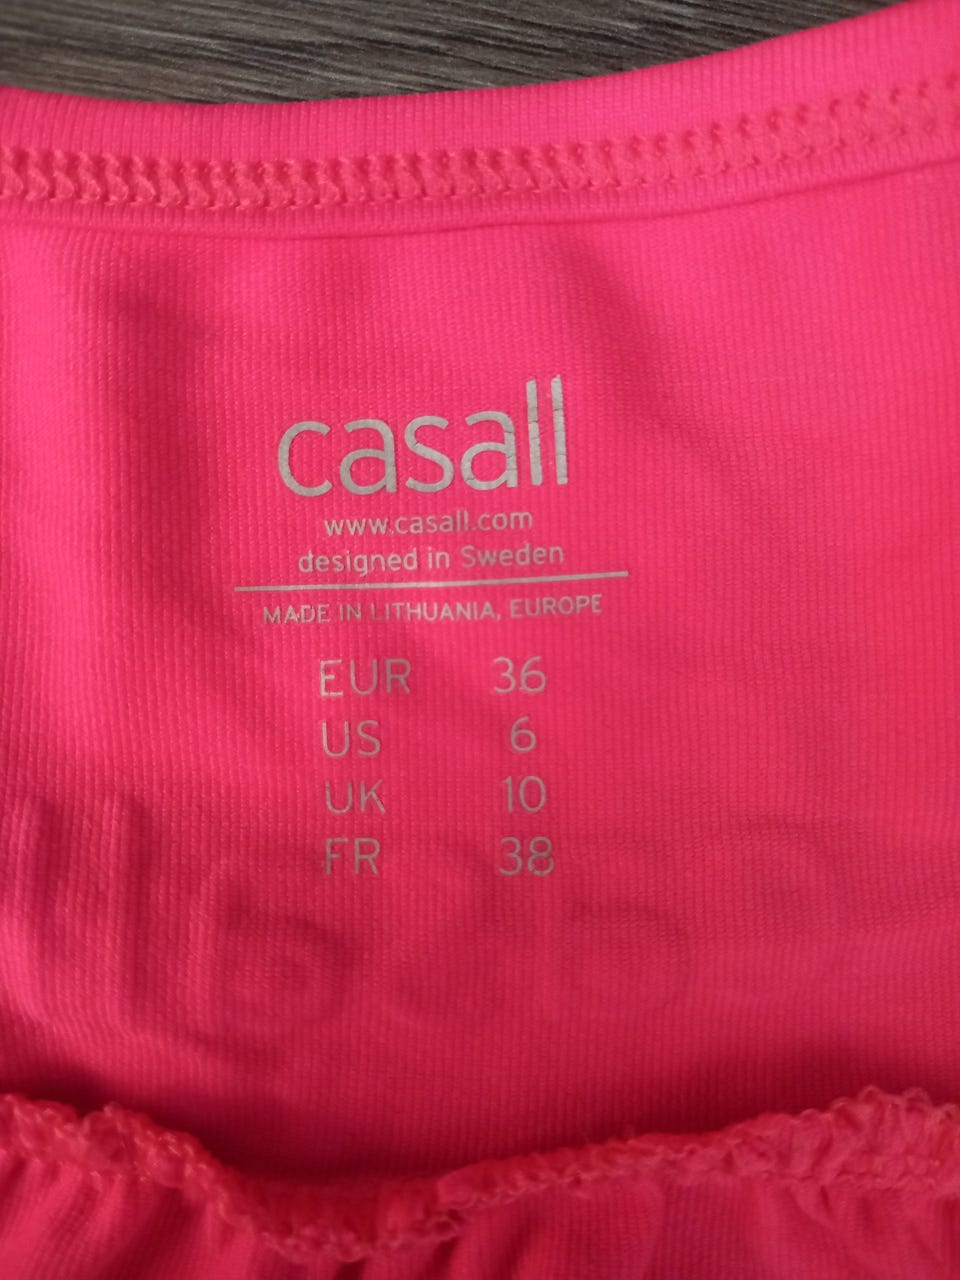 casall
www.casall.com
designed in Sweden
MADE IN LITHUANIA, EUROPE
EUR 36
US 6
UK 10
FR 38